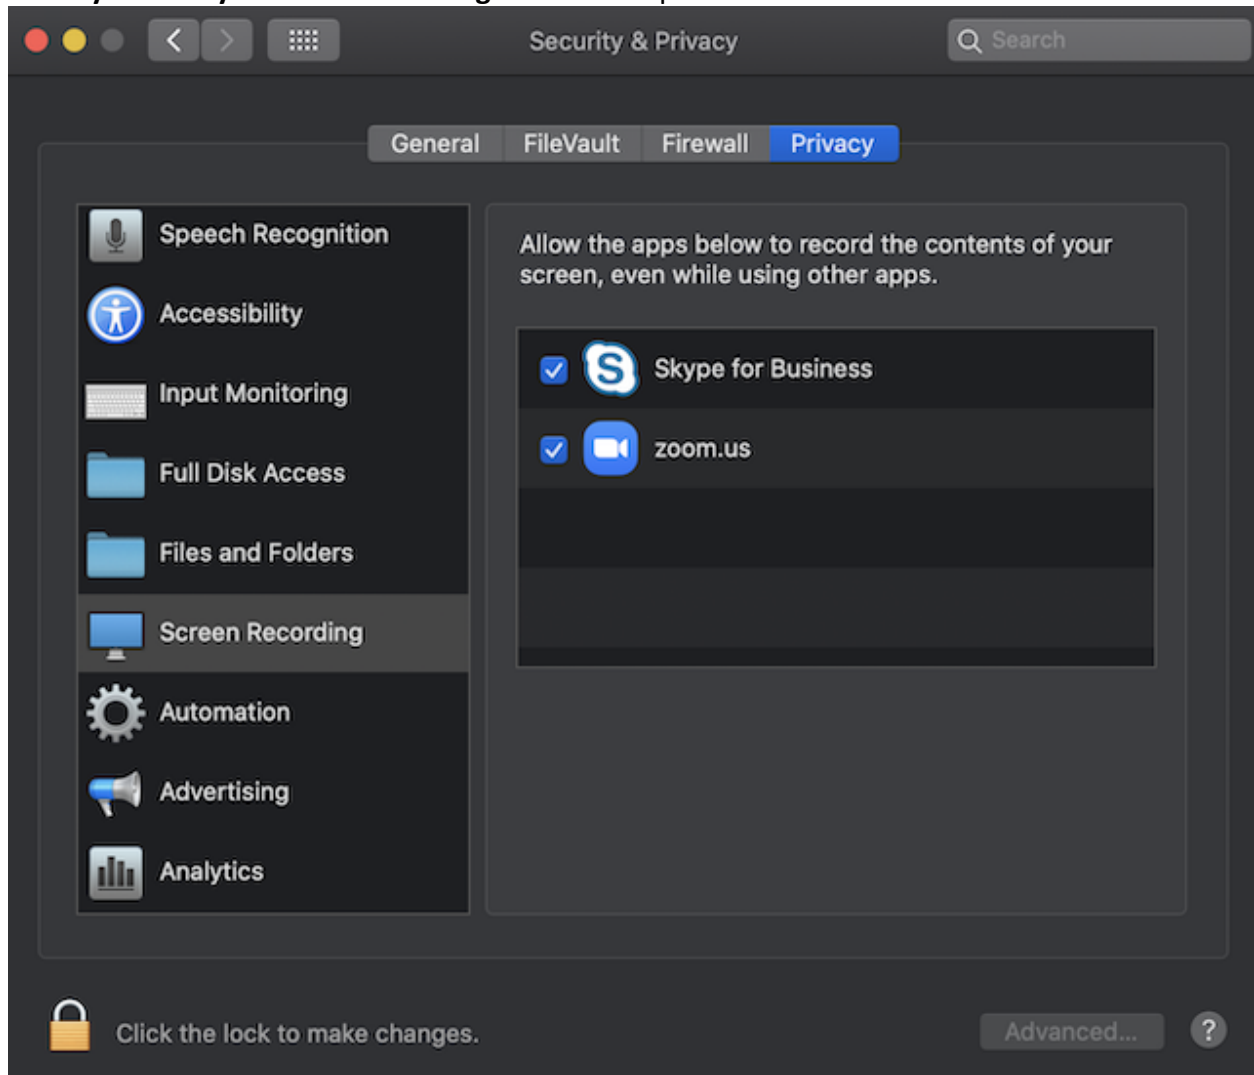 Security & Privacy
Search
General FileVault Firewall Privacy
Speech Recognition
Accessibility
Input Monitoring
Full Disk Access
Files and Folders
Screen Recording
Automation
Advertising
Analytics
Allow the apps below to record the contents of your
screen, even while using other apps.
S Skype for Business
zoom.us
Click the lock to make changes.
Advanced...
?